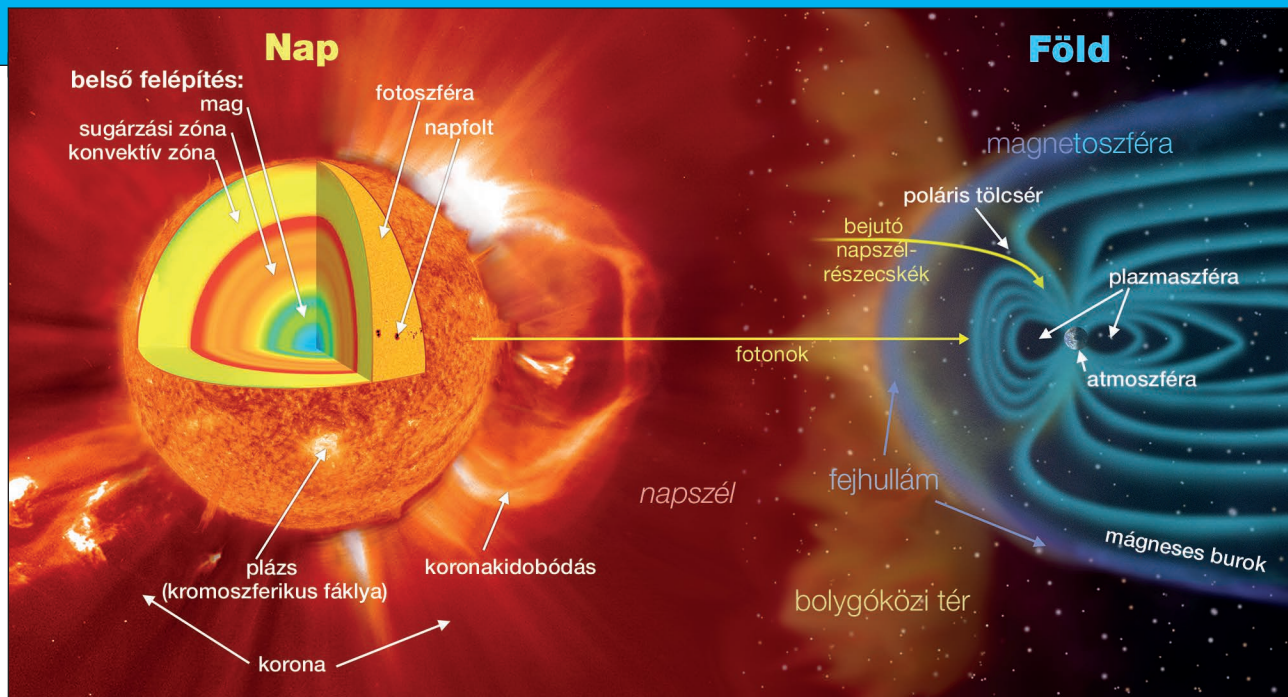 Nap
belső felépítés:
mag
sugárzási zóna
konvektív zóna
fotoszféra
napfolt
plázs
(kromoszferikus fáklya)
korona
koronakidobódás
napszél
fotonok
bejutó
napszél-
részecskék
bolygóközi tér
Föld
magnetoszféra
poláris tölcsér
plazmaszféra
atmoszféra
fejhullám
mágneses burok